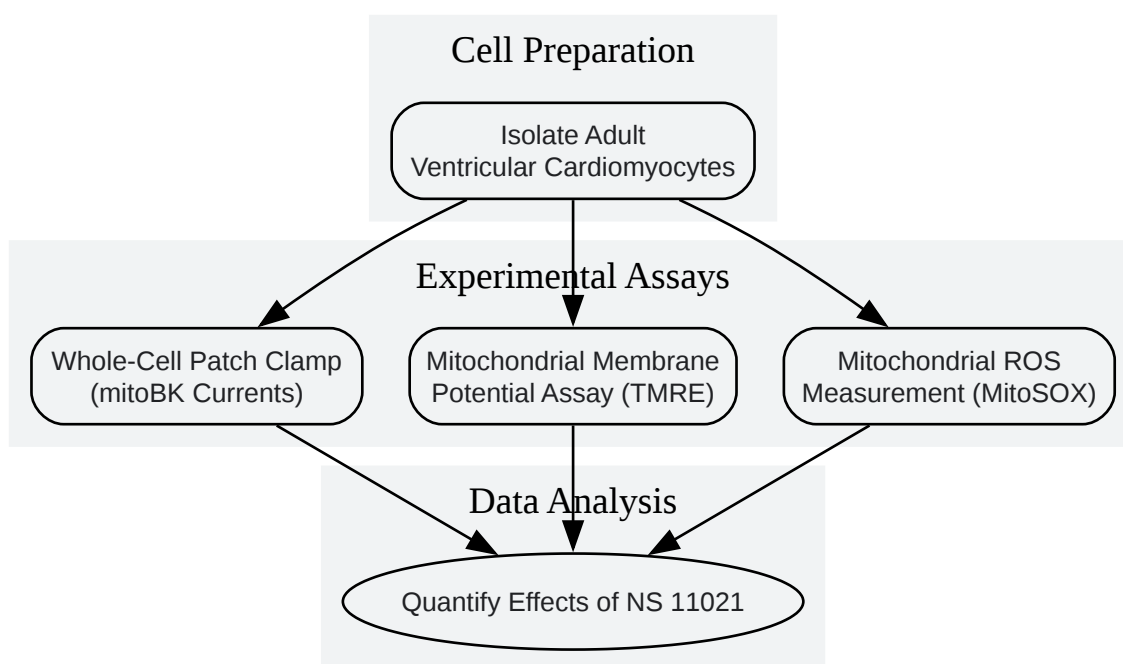 Cell Preparation
Isolate Adult
Ventricular Cardiomyocytes
Experimental Assays
Whole-Cell Patch Clamp
(mitoBK Currents)
Mitochondrial Membrane
Potential Assay (TMRE)
Mitochondrial ROS
Measurement (MitoSOX)
Data Analysis
Quantify Effects of NS 11021